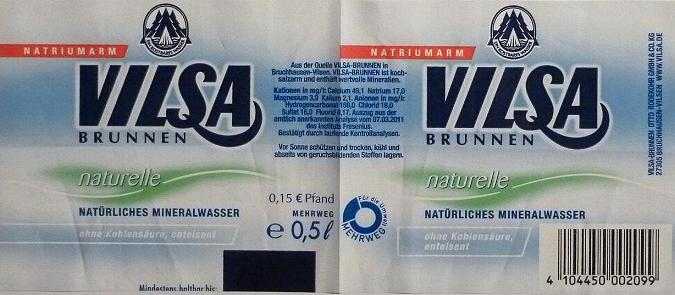 NATRIUMARM
VILSA
BRUNNEN
naturelle
NATÜRLICHES MINERALWASSER
ohne Kohlensäure, enteisent
Mindestens haltbar bis:
Aus der Quelle VILSA-BRUNNEN in
Bruchhausen-Vilsen. VILSA-BRUNNEN ist koch-
salzarm und enthält wertvolle Mineralien.
Kationen in mg/l: Calcium 49,1 Natrium 17,0
Magnesium 3,9 Kalium 2,1. Anionen in mg/l:
Hydrogencarbonat 169,0 Chlorid 18,0
Sulfat 16,0 Fluorid 0,17. Auszug aus der
amtlich anerkannten Analyse vom 07.03.2011
des Instituts Fresenius.
Bestätigt durch laufende Kontrollanalysen.
Vor Sonne schützen und trocken, kühl und
abseits von geruchsbildenden Stoffen lagern.
0,15 € Pfand
MEHRWEG
e 0,5 l
Für die Umwelt
MEHRWEG
NATRIUMARM
VILSA
BRUNNEN
naturelle
NATÜRLICHES MINERALWASSER
ohne Kohlensäure,
enteisent
VILSA-BRUNNEN OTTO RODEKOHR GMBH & CO. KG
27305 BRUCHHAUSEN-VILSEN WWW.VILSA.DE
4 104450 002099